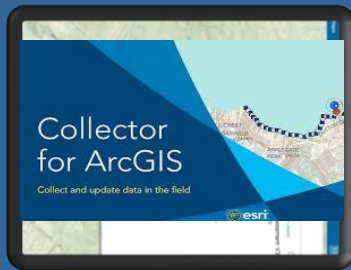 Collector
for ArcGIS
Collect and update data in the field
esri